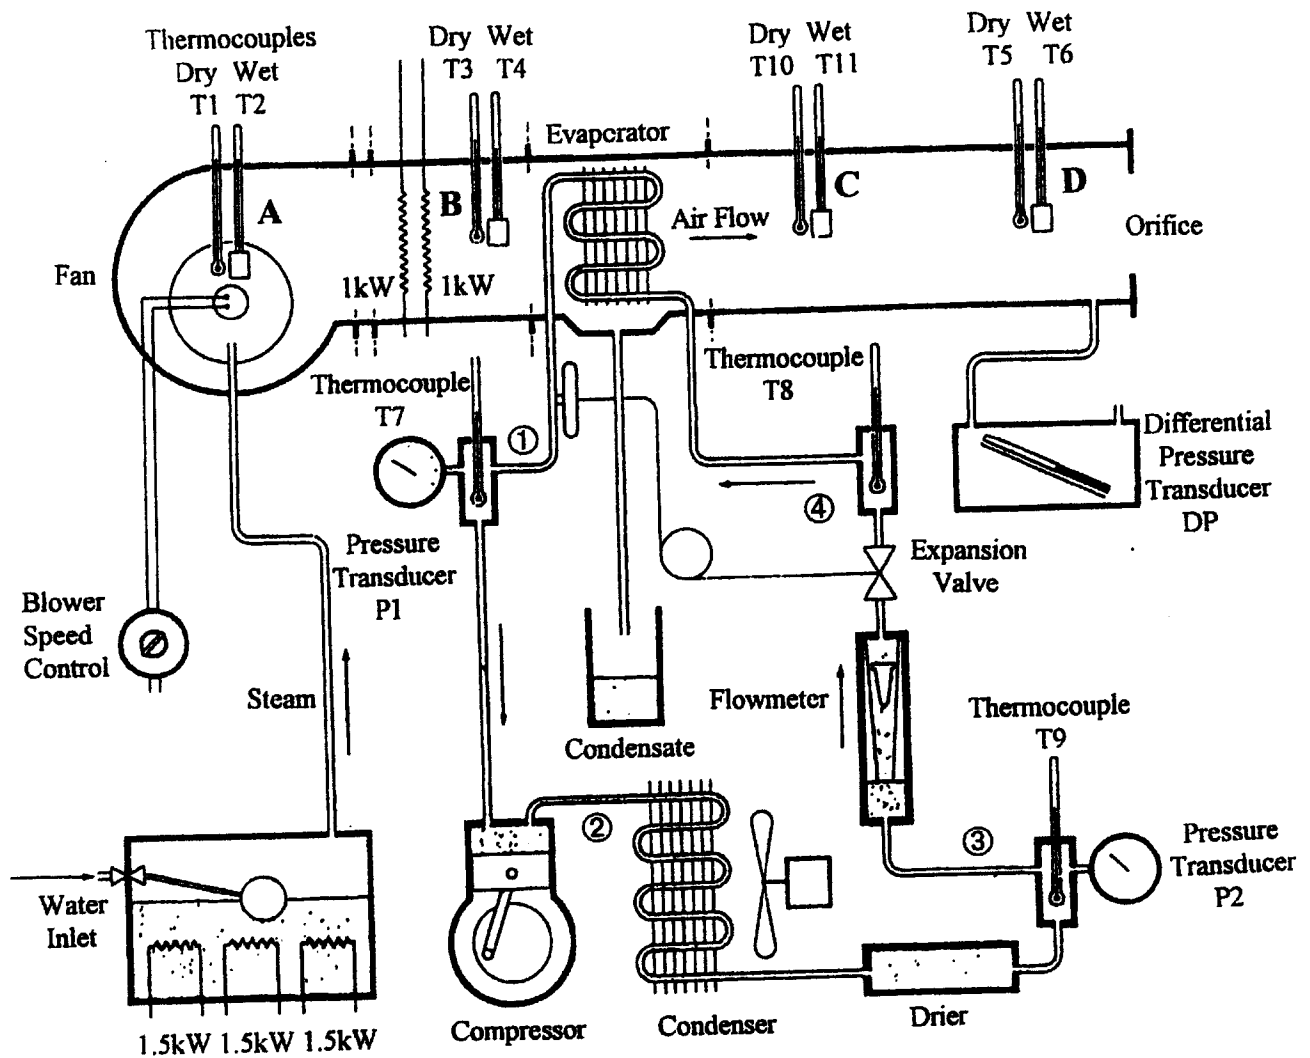 Thermocouples
Dry Wet
T1 T2
Dry Wet
T3 T4
Dry Wet
T10 T11
Dry Wet
T5 T6
Evaporator
A
B
C
D
Air Flow
Orifice
Fan
1kW
1kW
Thermocouple
T7
Thermocouple
T8
①
④
Differential
Pressure
Transducer
DP
Pressure
Transducer
P1
Expansion
Valve
Blower
Speed
Control
Steam
Flowmeter
Thermocouple
T9
Condensate
②
③
Pressure
Transducer
P2
Water
Inlet
1.5kW 1.5kW 1.5kW
Compressor
Condenser
Drier